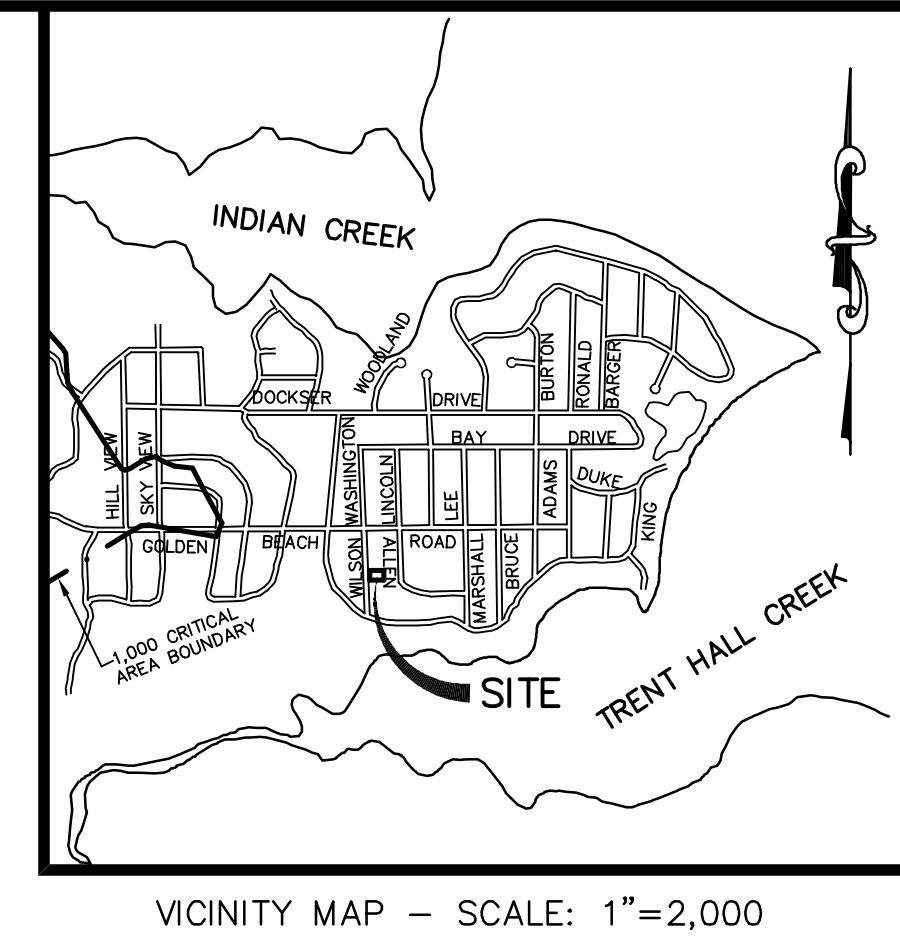 INDIAN CREEK
WOODLAND
DOCKSER
DRIVE
BURTON
RONALD
BARGER
BAY
DRIVE
WASHINGTON
HILL VIEW
SKY VIEW
LINCOLN
LEE
ADAMS
DUKE
KING
GOLDEN
BEACH
ROAD
WILSON
ALLEN
MARSHALL
BRUCE
1,000 CRITICAL
AREA BOUNDARY
TRENT HALL CREEK
SITE
VICINITY MAP – SCALE: 1”=2,000